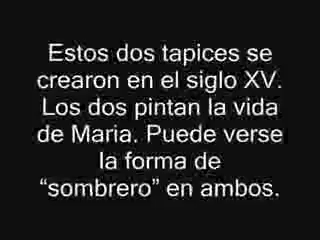 Estos dos tapices se
crearon en el siglo XV.
Los dos pintan la vida
de Maria. Puede verse
la forma de
“sombrero” en ambos.